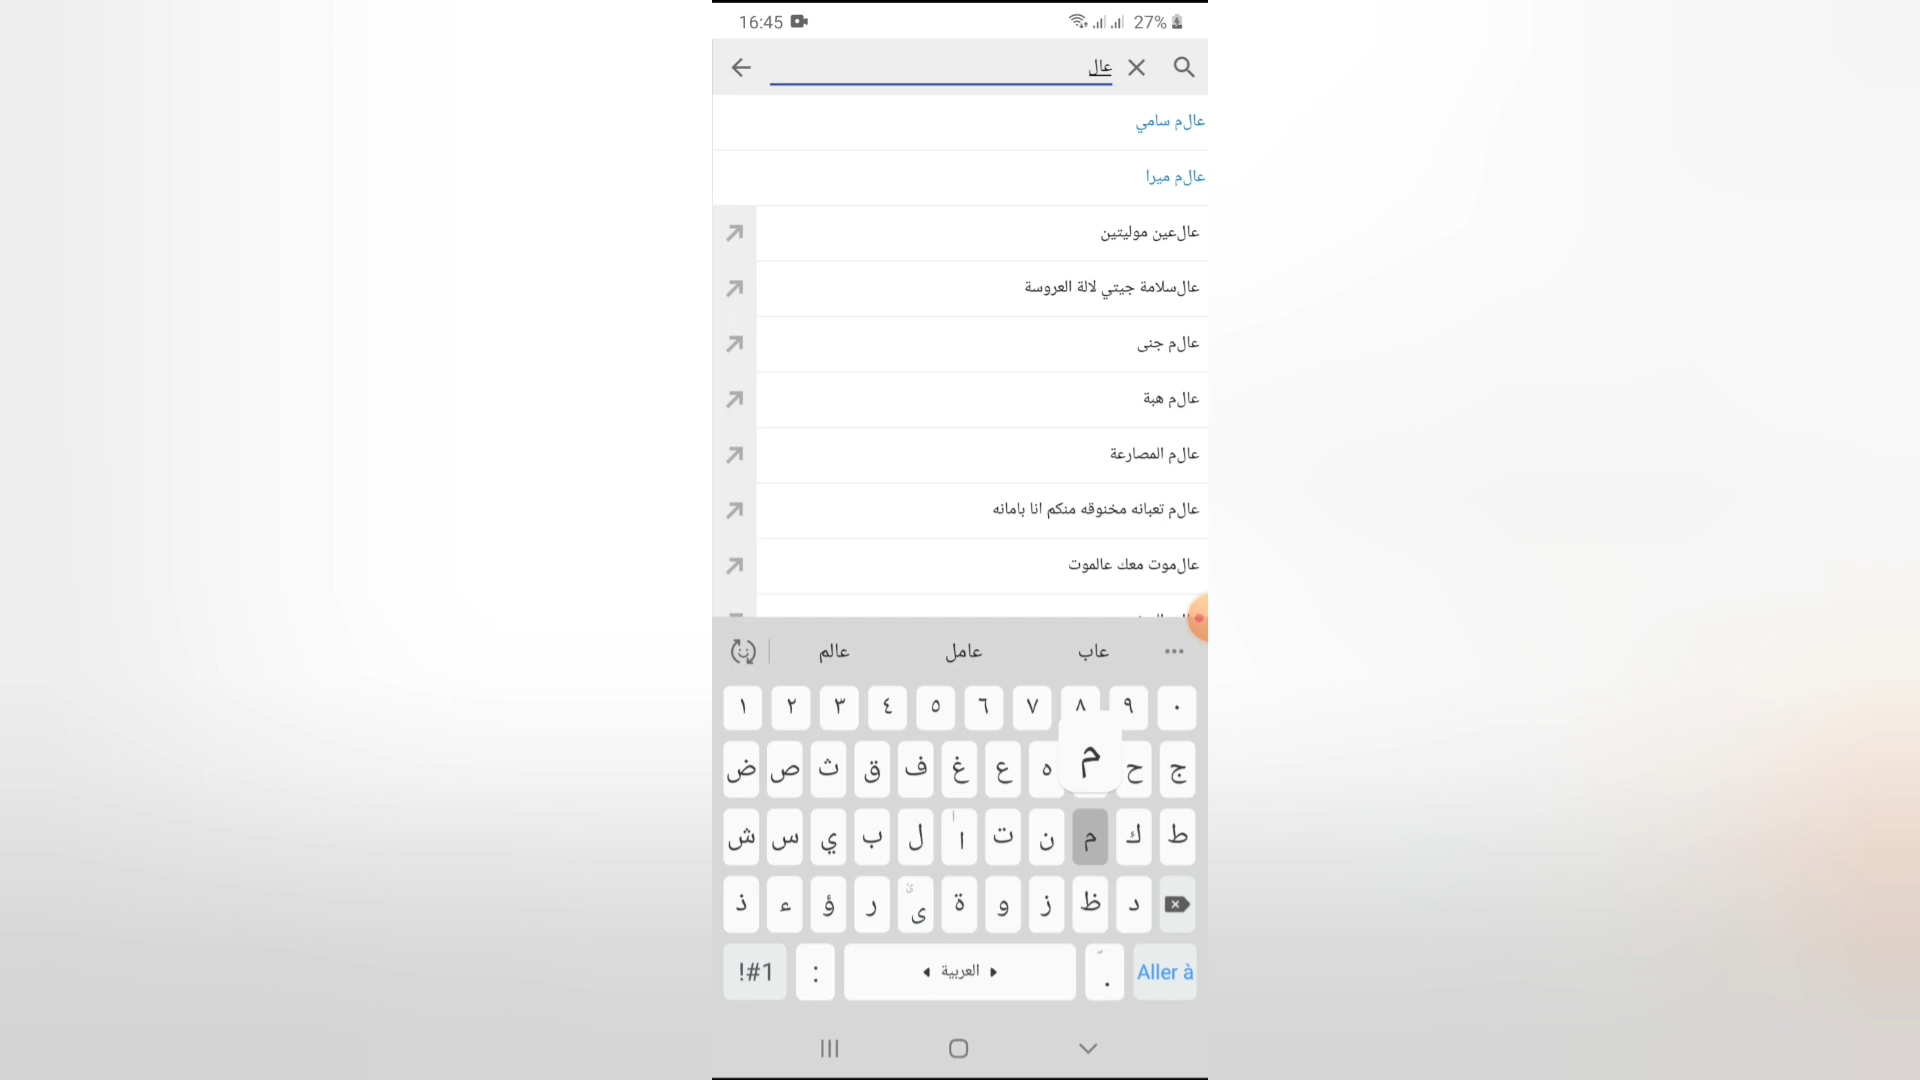 16:45
27%
عال
عالم سامي
عالم ميرا
عالعين موليتين
عالسلامة جيتي لالة العروسة
عالم جنى
عالم هبة
عالم المصارعة
عالم تعبانه مخنوقه منكم انا بامانه
عالموت معك عالموت
عالم عامل عاب
١ ٢ ٣ ٤ ٥ ٦ ٧ ٨ ٩ ٠
ض ص ث ق ف غ ع ه م ح ج
ش س ي ب ل ا ت ن م ك ط
ذ ء ؤ ر ى ة و ز ظ د
!#1 : العربية . Aller à